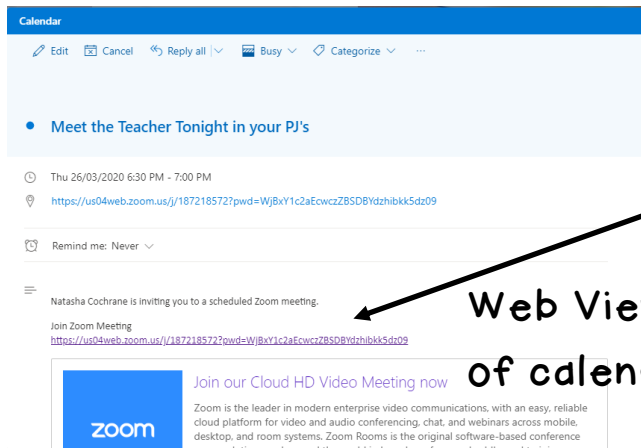 Calendar
Edit Cancel Reply all Busy Categorize ...
Meet the Teacher Tonight in your PJ's
Thu 26/03/2020 6:30 PM - 7:00 PM
https://us04web.zoom.us/j/187218572?pwd=WjBxY1c2aEcwczZBSDBYdzhibkk5dz09
Remind me: Never
Natasha Cochrane is inviting you to a scheduled Zoom meeting.
Join Zoom Meeting
https://us04web.zoom.us/j/187218572?pwd=WjBxY1c2aEcwczZBSDBYdzhibkk5dz09
Web Vie
of calen
Join our Cloud HD Video Meeting now
Zoom is the leader in modern enterprise video communications, with an easy, reliable
cloud platform for video and audio conferencing, chat, and webinars across mobile,
desktop, and room systems. Zoom Rooms is the original software-based conference
zoom